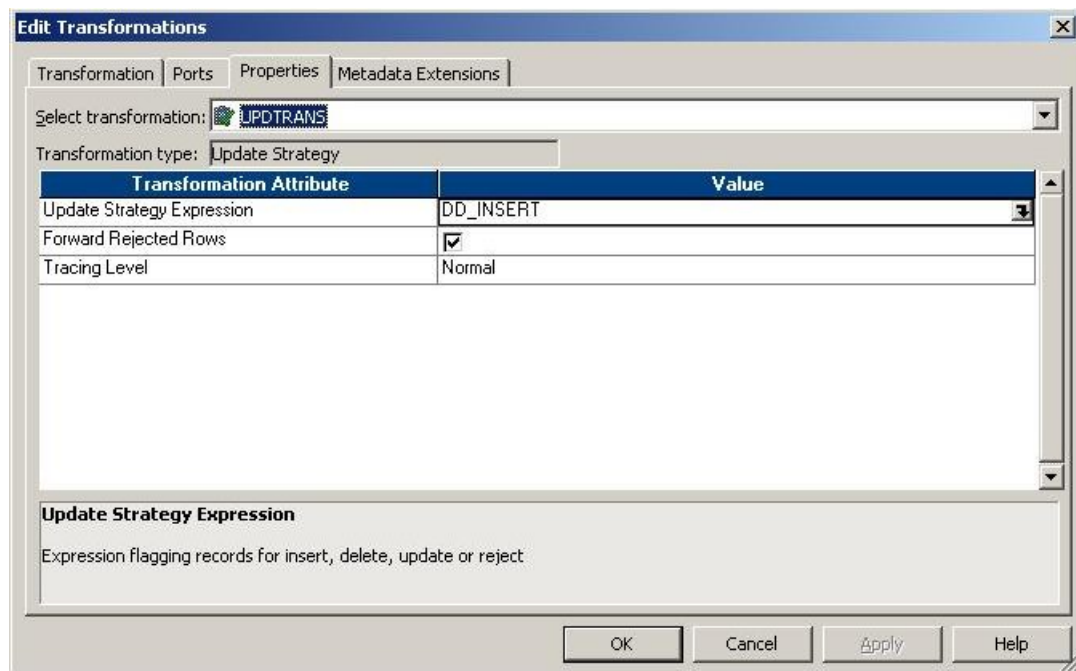 Edit Transformations
Transformation Ports Properties Metadata Extensions
Select transformation: UPDTRANS
Transformation type: Update Strategy
Transformation Attribute Value
Update Strategy Expression DD_INSERT
Forward Rejected Rows
Tracing Level Normal
Update Strategy Expression
Expression flagging records for insert, delete, update or reject
OK Cancel Apply Help